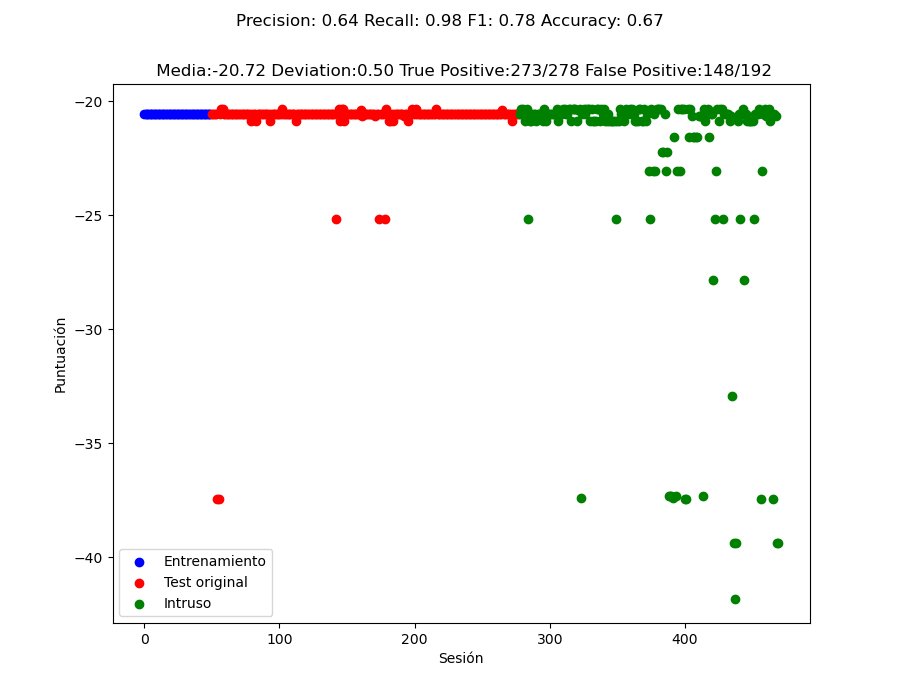 Precision: 0.64 Recall: 0.98 F1: 0.78 Accuracy: 0.67
Media:-20.72 Deviation:0.50 True Positive:273/278 False Positive:148/192
−20
−25
−30
−35
−40
Puntuación
Entrenamiento
Test original
Intruso
0 100 200 300 400
Sesión